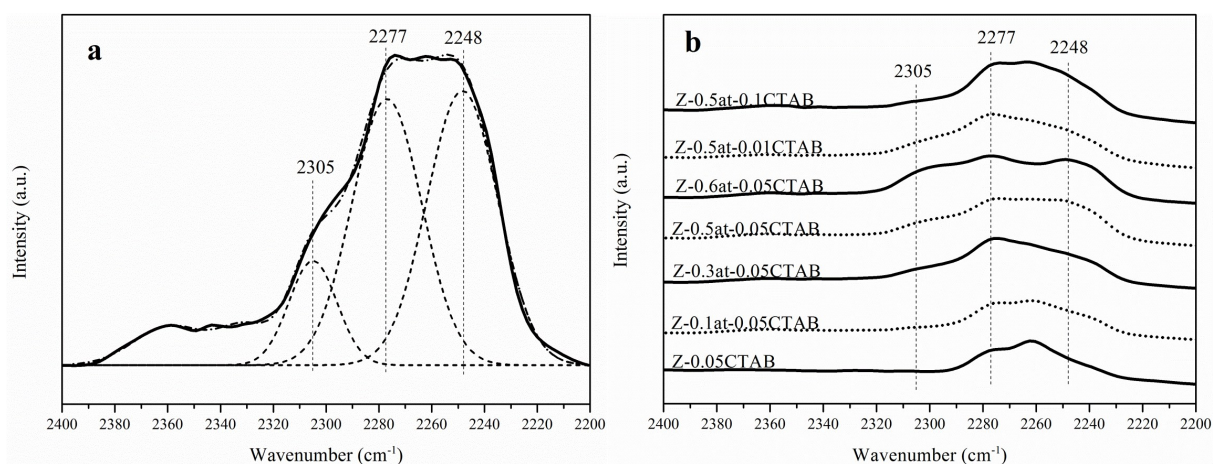 a
2277
2248
2305
Intensity (a.u.)
2400
2380
2360
2340
2320
2300
2280
2260
2240
2220
2200
Wavenumber (cm-1)
b
2277
2248
2305
Z-0.5at-0.1CTAB
Z-0.5at-0.01CTAB
Z-0.6at-0.05CTAB
Z-0.5at-0.05CTAB
Z-0.3at-0.05CTAB
Z-0.1at-0.05CTAB
Z-0.05CTAB
Intensity (a.u.)
2400
2380
2360
2340
2320
2300
2280
2260
2240
2220
2200
Wavenumber (cm-1)